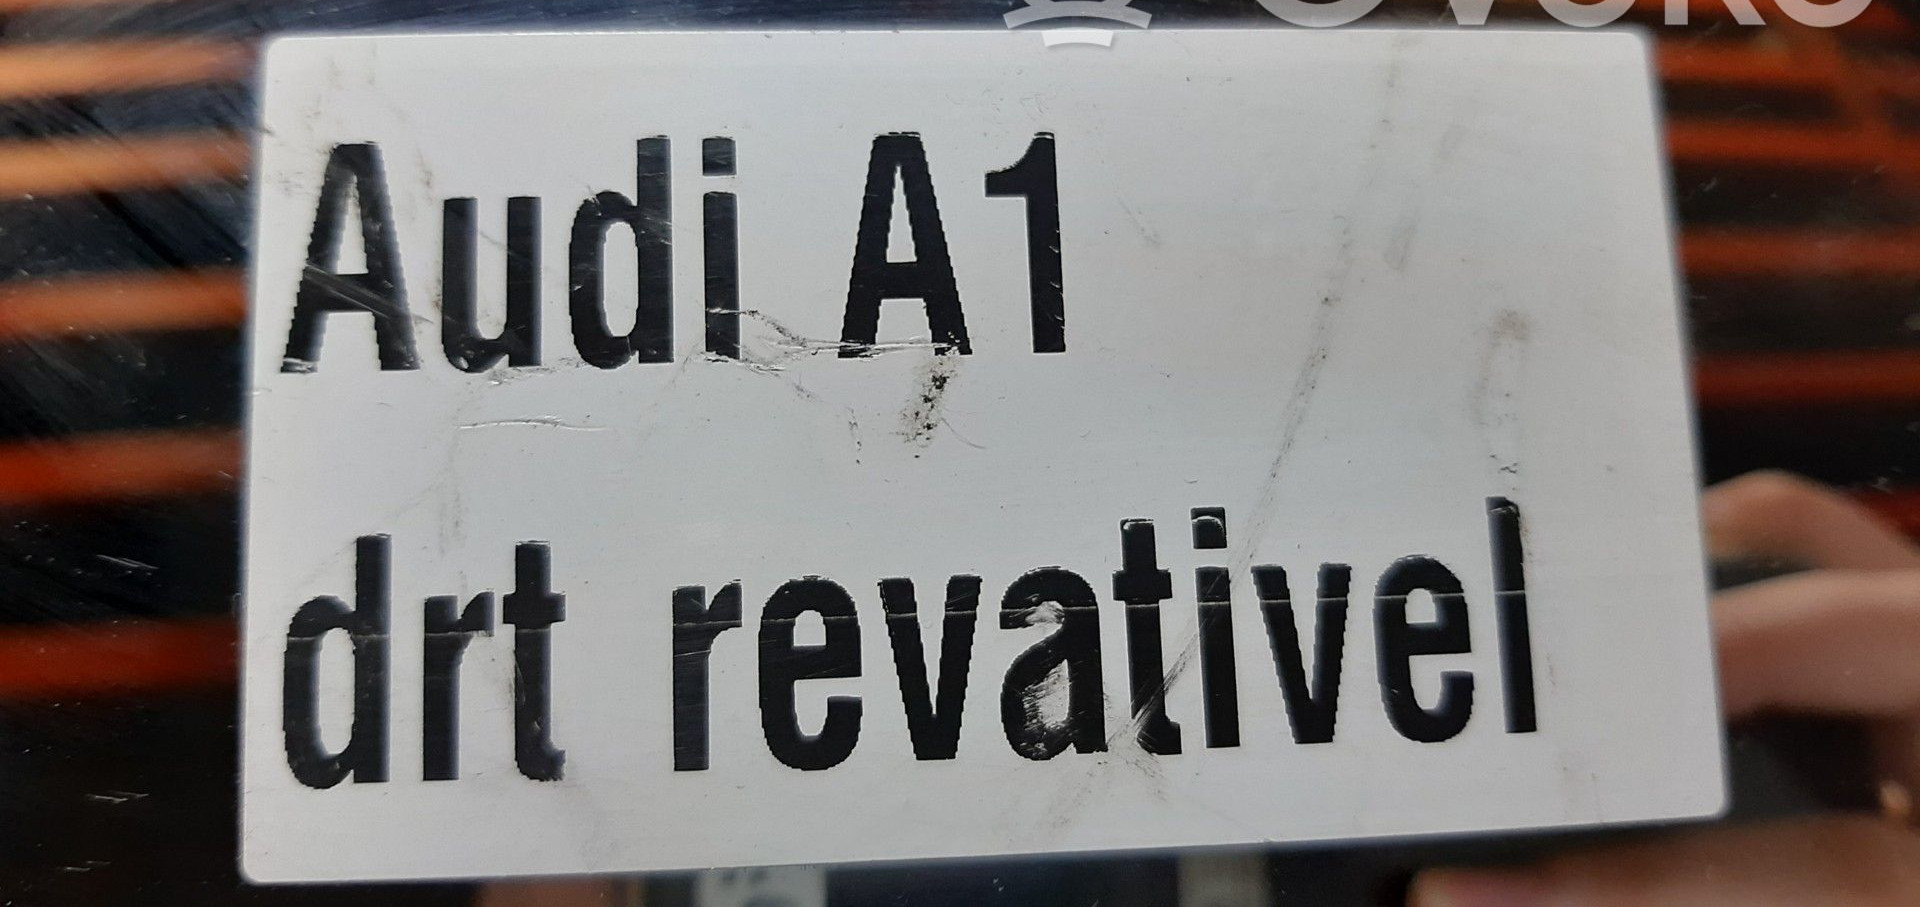 Audi A1
drt revativel